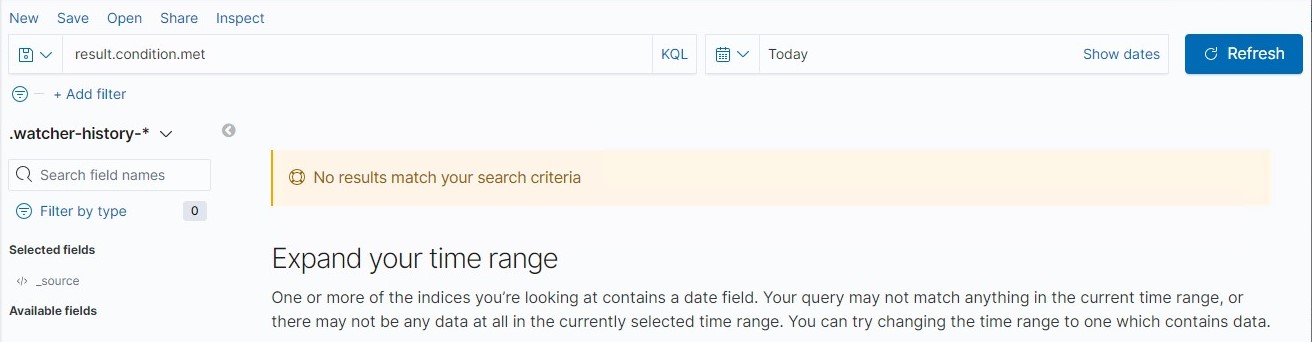 New Save Open Share Inspect
result.condition.met KQL Today Show dates Refresh
+ Add filter
.watcher-history-*
Search field names
No results match your search criteria
Filter by type 0
Selected fields
</> _source
Available fields
Expand your time range
One or more of the indices you’re looking at contains a date field. Your query may not match anything in the current time range, or
there may not be any data at all in the currently selected time range. You can try changing the time range to one which contains data.